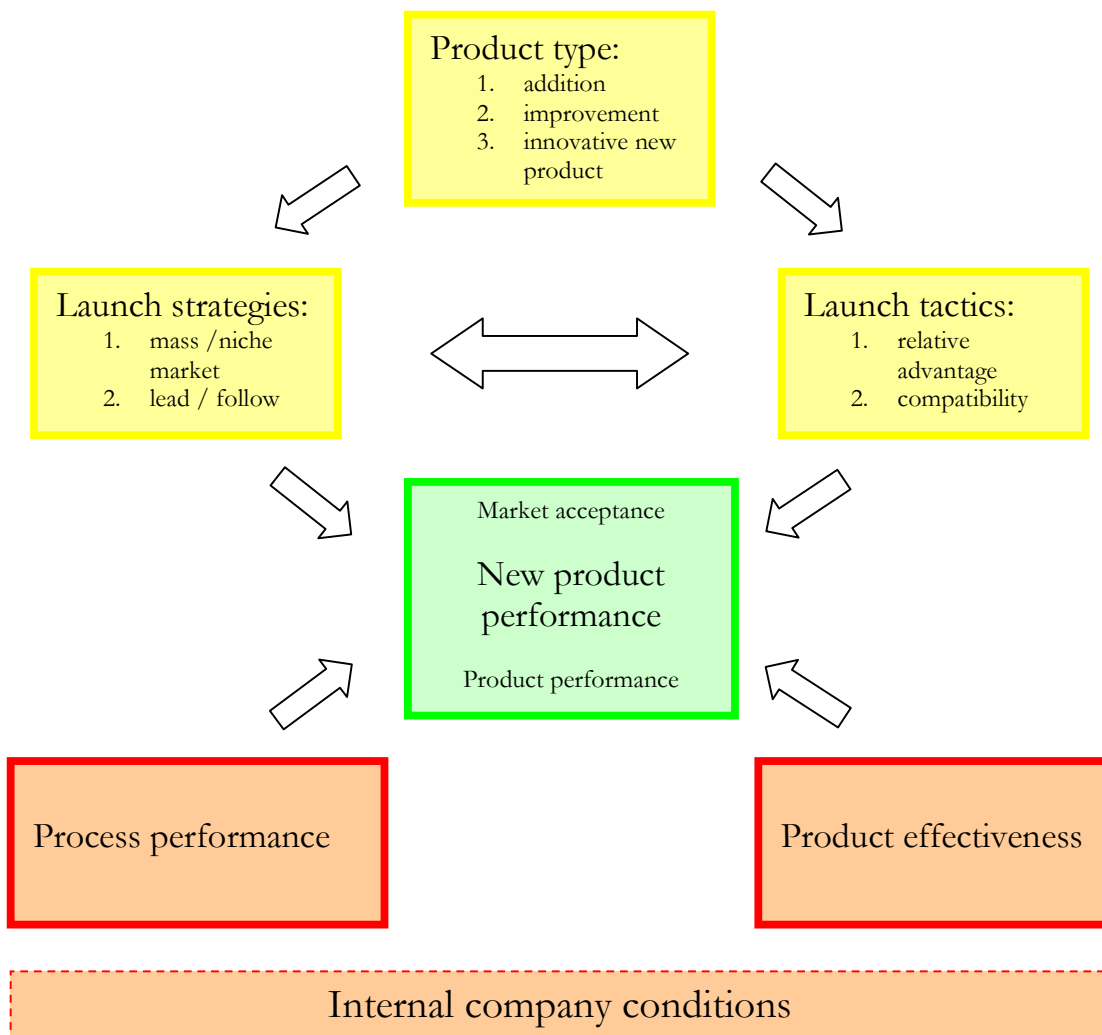 Product type:
1. addition
2. improvement
3. innovative new
product
Launch strategies:
1. mass /niche
market
2. lead / follow
Launch tactics:
1. relative
advantage
2. compatibility
Market acceptance
New product
performance
Product performance
Process performance
Product effectiveness
Internal company conditions